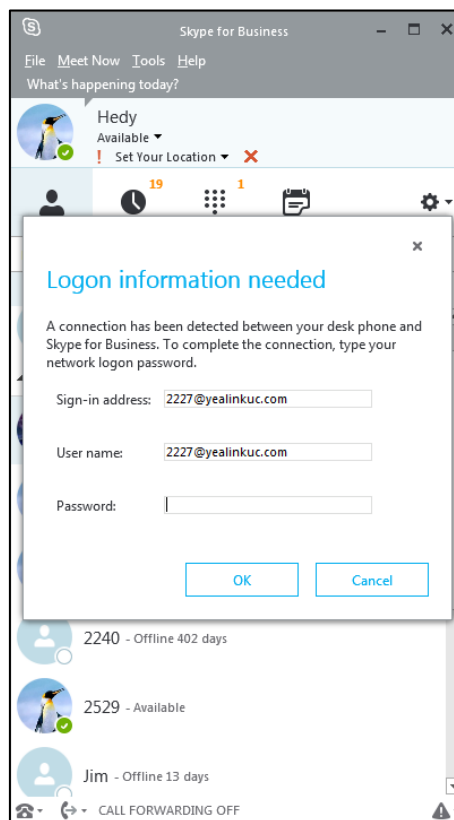 Skype for Business
File Meet Now Tools Help
What's happening today?
Hedy
Available
! Set Your Location
19
1
Logon information needed
A connection has been detected between your desk phone and
Skype for Business. To complete the connection, type your
network logon password.
Sign-in address: 2227@yealinkuc.com
User name: 2227@yealinkuc.com
Password:
OK Cancel
2240 - Offline 402 days
2529 - Available
Jim - Offline 13 days
CALL FORWARDING OFF